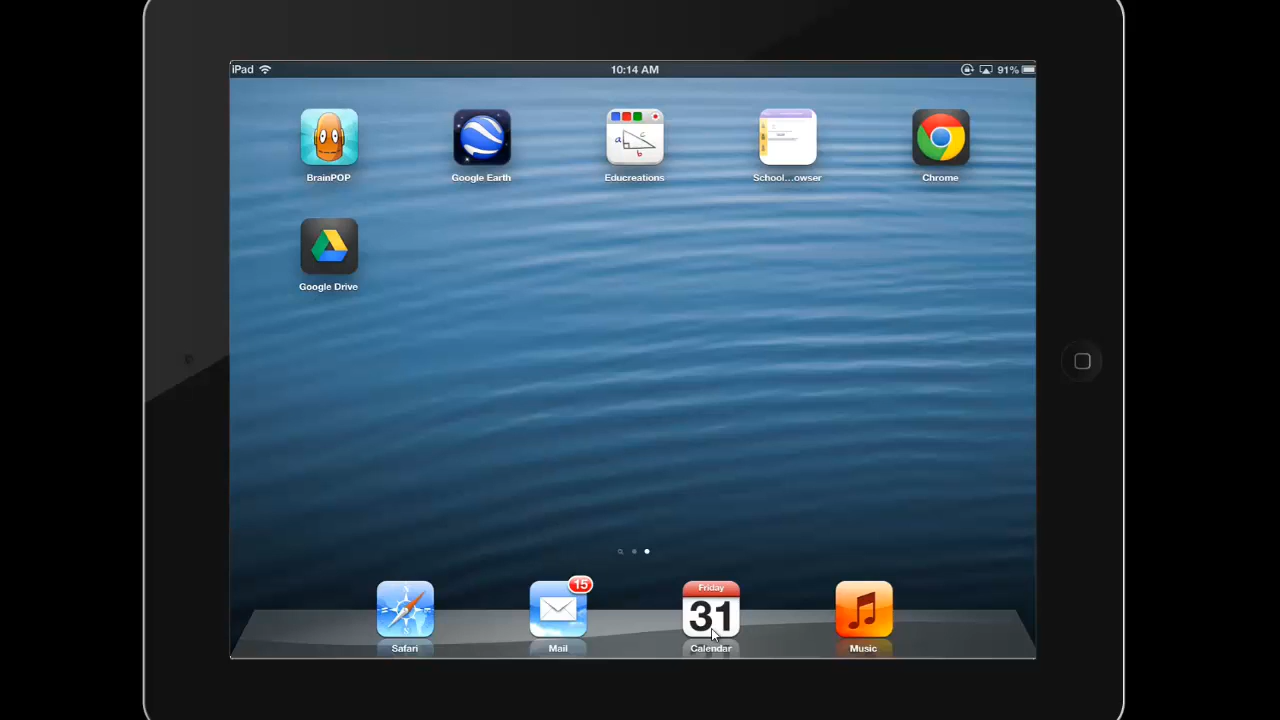 iPad 10:14 AM 91%
a c b
BrainPOP Google Earth Educreations School...owser Chrome
Google Drive
15 Friday
31
Safari Mail Calendar Music